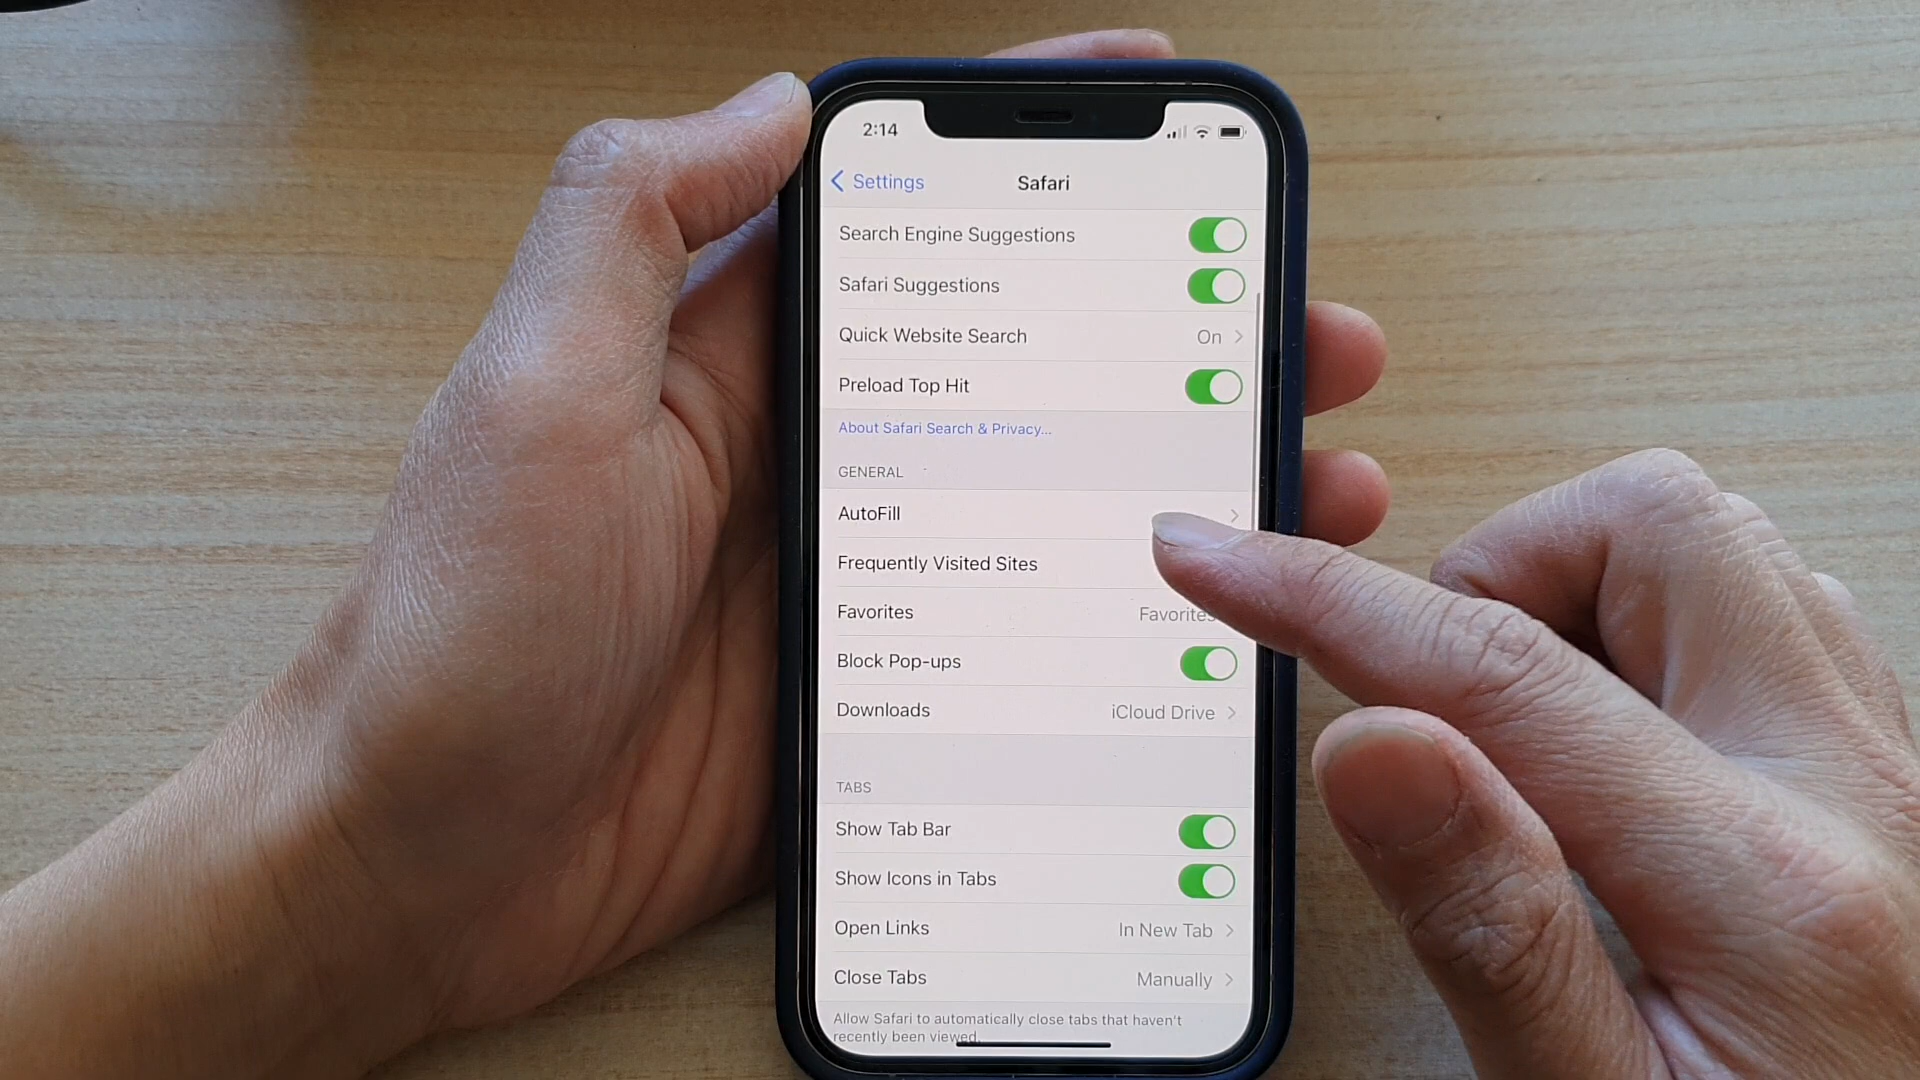 2:14
Settings
Safari
Search Engine Suggestions
Safari Suggestions
Quick Website Search On
Preload Top Hit
About Safari Search & Privacy...
GENERAL
AutoFill
Frequently Visited Sites
Favorites Favorites
Block Pop-ups
Downloads iCloud Drive
TABS
Show Tab Bar
Show Icons in Tabs
Open Links In New Tab
Close Tabs Manually
Allow Safari to automatically close tabs that haven't
recently been viewed.